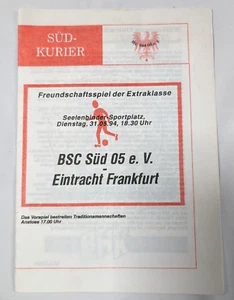 SÜD-
KURIER
Freundschaftsspiel der Extraklasse
Seelenbinder-Sportplatz,
Dienstag, 31.05.94, 18.30 Uhr
BSC Süd 05 e. V.
-
Eintracht Frankfurt
Das Vorspiel bestreiten Traditionsmannschaften
Anstoss 17.00 Uhr